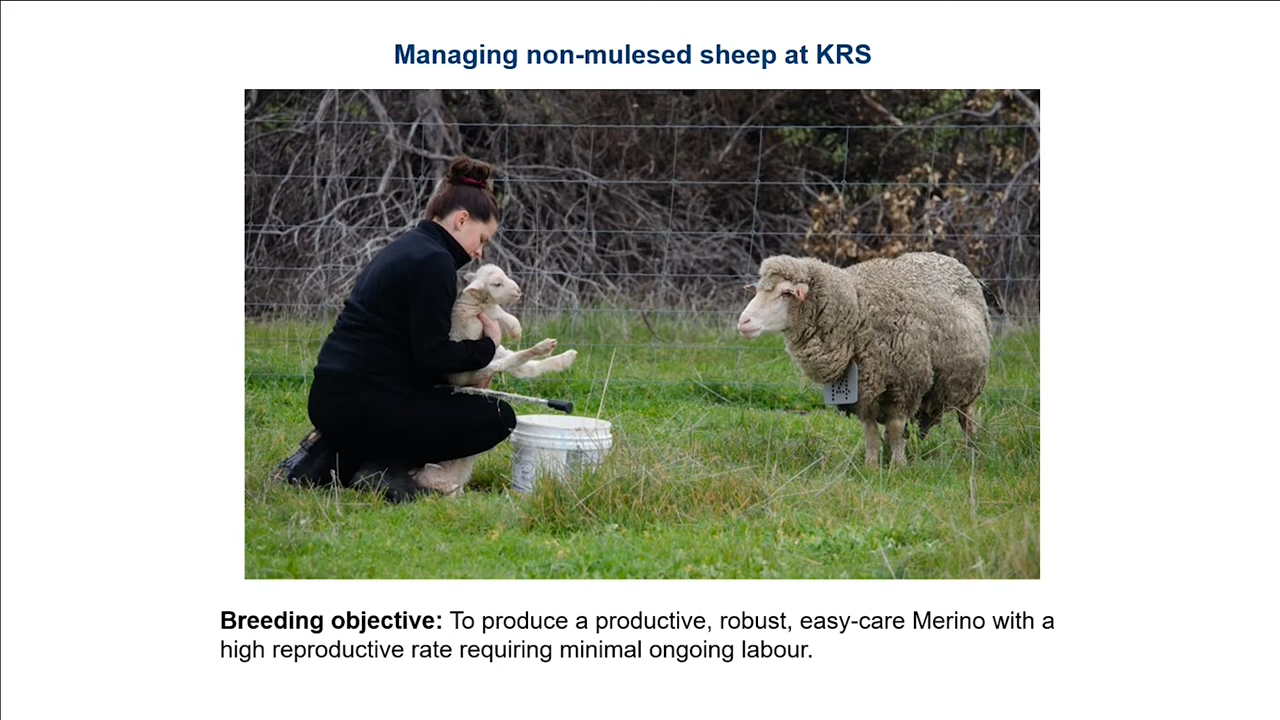 Managing non-mulesed sheep at KRS
Breeding objective: To produce a productive, robust, easy-care Merino with a
high reproductive rate requiring minimal ongoing labour.